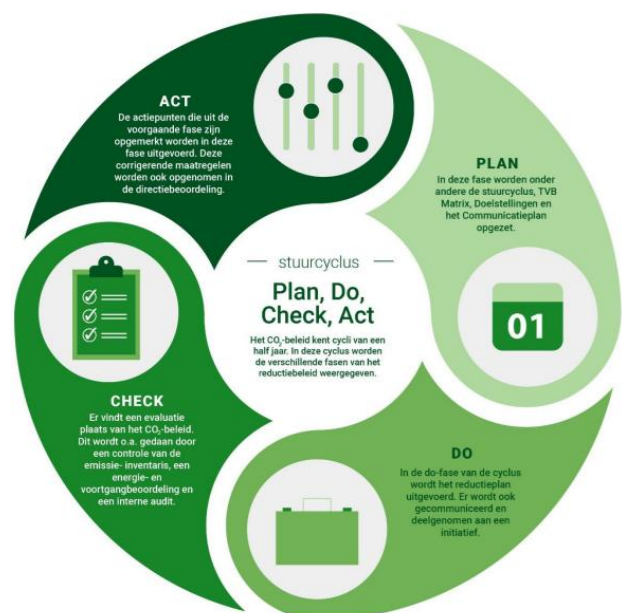 ACT
De actiepunten die uit de
voorgaande fase zijn
opgemerkt worden in deze
fase uitgevoerd. Deze
corrigerende maatregelen
worden ook opgenomen in
de directiebeoordeling.
PLAN
In deze fase worden onder
andere de stuurcyclus, TVB
Matrix, Doelstellingen en
het Communicatieplan
opgezet.
01
stuurcyclus
Plan, Do,
Check, Act
Het CO₂-beleid kent cycli van een
half jaar. In deze cyclus worden
de verschillende fasen van het
reductiebeleid weergegeven.
CHECK
Er vindt een evaluatie
plaats van het CO₂-beleid.
Dit wordt o.a. gedaan door
een controle van de
emissie- inventaris, een
energie- en
voortgangbeoordeling en
een interne audit.
DO
In de do-fase van de cyclus
wordt het reductieplan
uitgevoerd. Er wordt ook
gecommuniceerd en
deelgenomen aan een
initiatief.